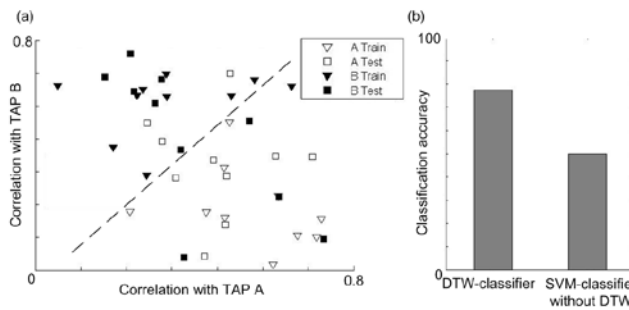 (a)
0.8
Correlation with TAP B
0
Correlation with TAP A
0.8
A Train
A Test
B Train
B Test
(b)
100
Classification accuracy
0
DTW-classifier
SVM-classifie
without DTW